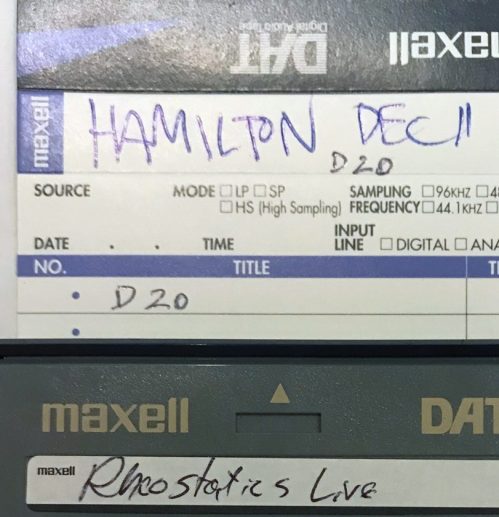 DAT
Digital Audio Tape
maxell
maxell
HAMILTON DEC 11
D20
SOURCE MODE LP SP SAMPLING 96KHZ
HS (High Sampling) FREQUENCY 44.1KHZ
DATE . . TIME INPUT LINE DIGITAL
NO. TITLE
• D20
•
maxell DAT
maxell Rheostatics Live